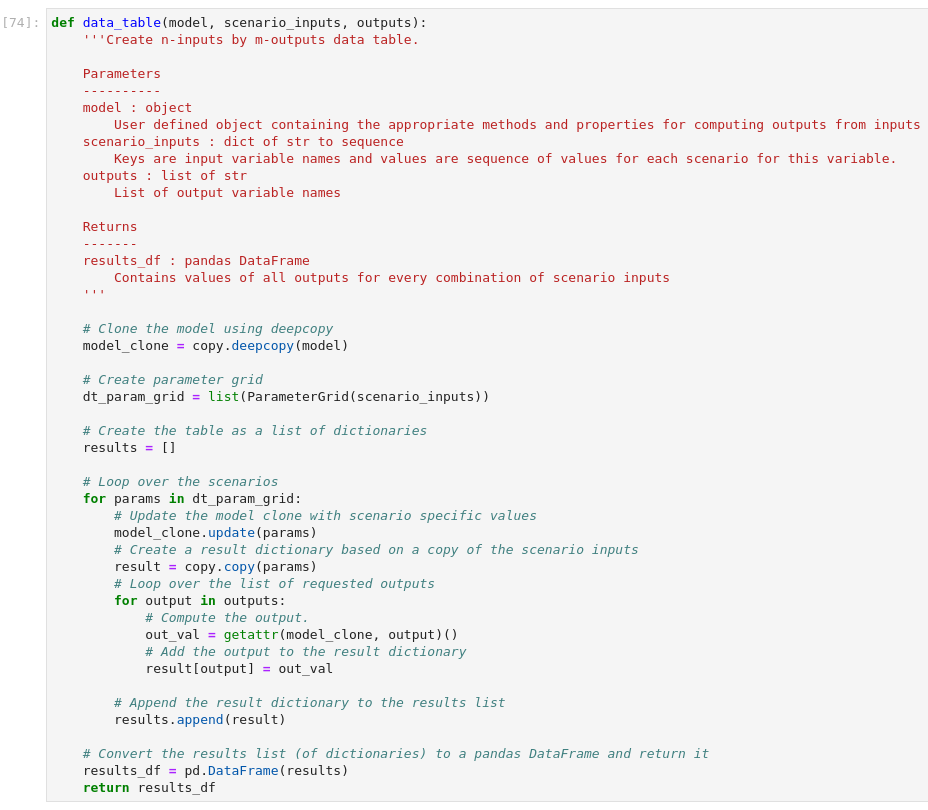 [74]: def data_table(model, scenario_inputs, outputs):
    '''Create n-inputs by m-outputs data table.

    Parameters
    ----------
    model : object
        User defined object containing the appropriate methods and properties for computing outputs from inputs
    scenario_inputs : dict of str to sequence
        Keys are input variable names and values are sequence of values for each scenario for this variable.
    outputs : list of str
        List of output variable names

    Returns
    -------
    results_df : pandas DataFrame
        Contains values of all outputs for every combination of scenario inputs
    '''

    # Clone the model using deepcopy
    model_clone = copy.deepcopy(model)

    # Create parameter grid
    dt_param_grid = list(ParameterGrid(scenario_inputs))

    # Create the table as a list of dictionaries
    results = []

    # Loop over the scenarios
    for params in dt_param_grid:
        # Update the model clone with scenario specific values
        model_clone.update(params)
        # Create a result dictionary based on a copy of the scenario inputs
        result = copy.copy(params)
        # Loop over the list of requested outputs
        for output in outputs:
            # Compute the output.
            out_val = getattr(model_clone, output)()
            # Add the output to the result dictionary
            result[output] = out_val

        # Append the result dictionary to the results list
        results.append(result)

    # Convert the results list (of dictionaries) to a pandas DataFrame and return it
    results_df = pd.DataFrame(results)
    return results_df